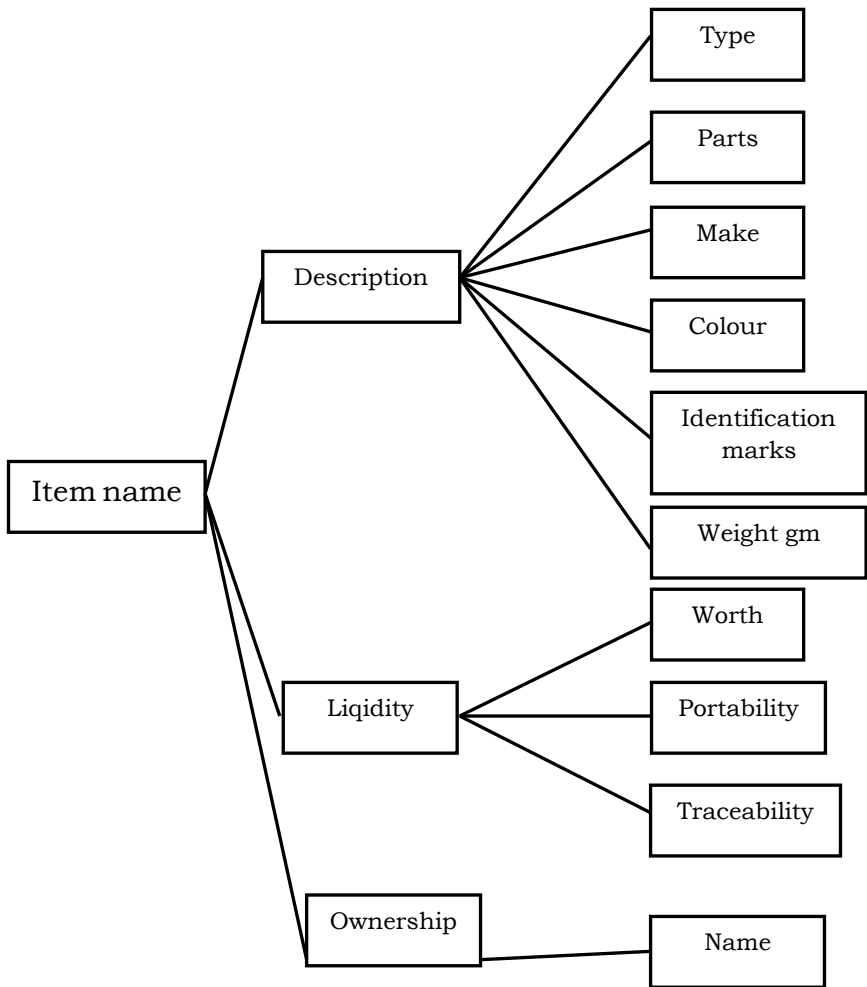 Type
Parts
Make
Description
Colour
Identification
marks
Item name
Weight gm
Worth
Liqidity
Portability
Traceability
Ownership
Name